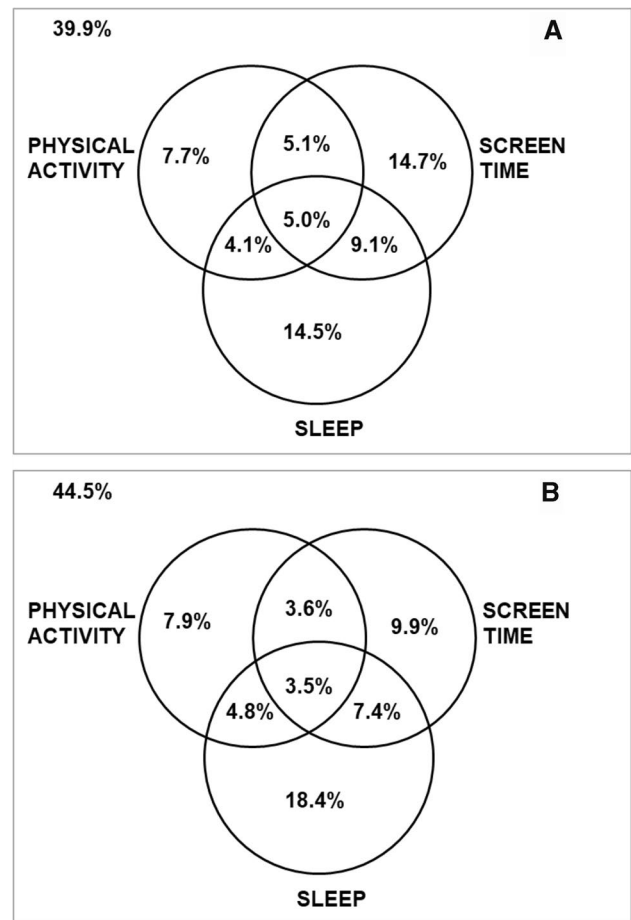 39.9%
A
PHYSICAL
ACTIVITY
7.7%
5.1%
14.7%
SCREEN
TIME
5.0%
4.1%
9.1%
14.5%
SLEEP
44.5%
B
PHYSICAL
ACTIVITY
7.9%
3.6%
9.9%
SCREEN
TIME
3.5%
4.8%
7.4%
18.4%
SLEEP